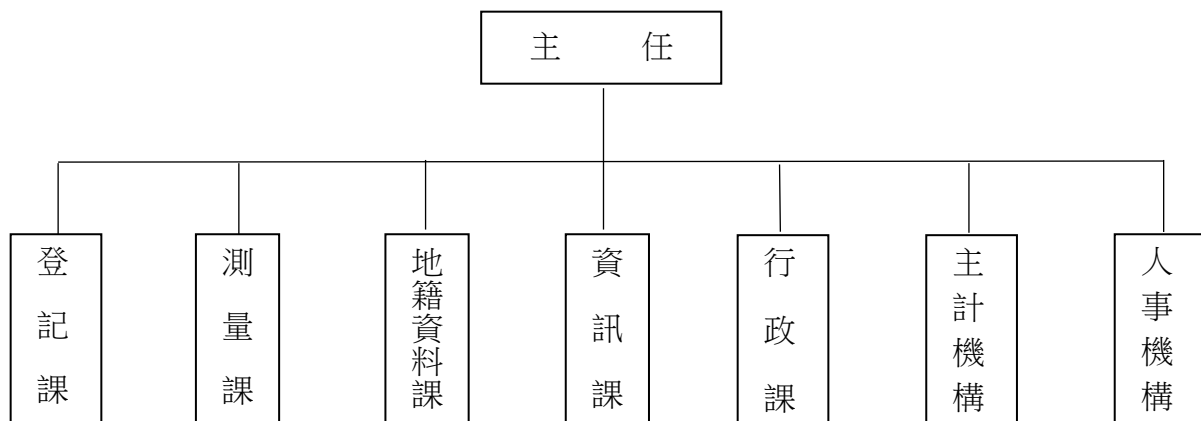 主任
登記課
測量課
地籍資料課
資訊課
行政課
主計機構
人事機構